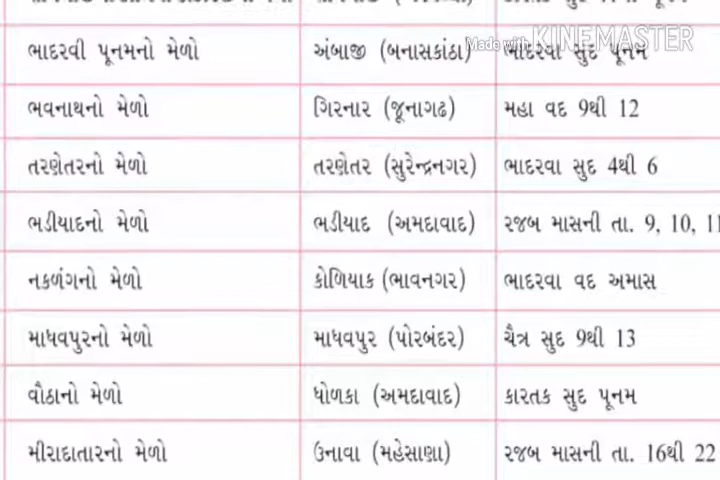 Made with KINEMASTER
ભાદરવી પૂનમનો મેળો અંબાજી (બનાસકાંઠા) ભાદરવા સુદ પૂનમ
ભવનાથનો મેળો ગિરનાર (જૂનાગઢ) મહા વદ 9થી 12
તરણેતરનો મેળો તરણેતર (સુરેન્દ્રનગર) ભાદરવા સુદ 4થી 6
ભડીયાદનો મેળો ભડીયાદ (અમદાવાદ) રજબ માસની તા. 9, 10, 11
નકળંગનો મેળો કોળિયાક (ભાવનગર) ભાદરવા વદ અમાસ
માધવપુરનો મેળો માધવપુર (પોરબંદર) ચૈત્ર સુદ 9થી 13
વૌઠાનો મેળો ધોળકા (અમદાવાદ) કારતક સુદ પૂનમ
મીરાદાતારનો મેળો ઉનાવા (મહેસાણા) રજબ માસની તા. 16થી 22